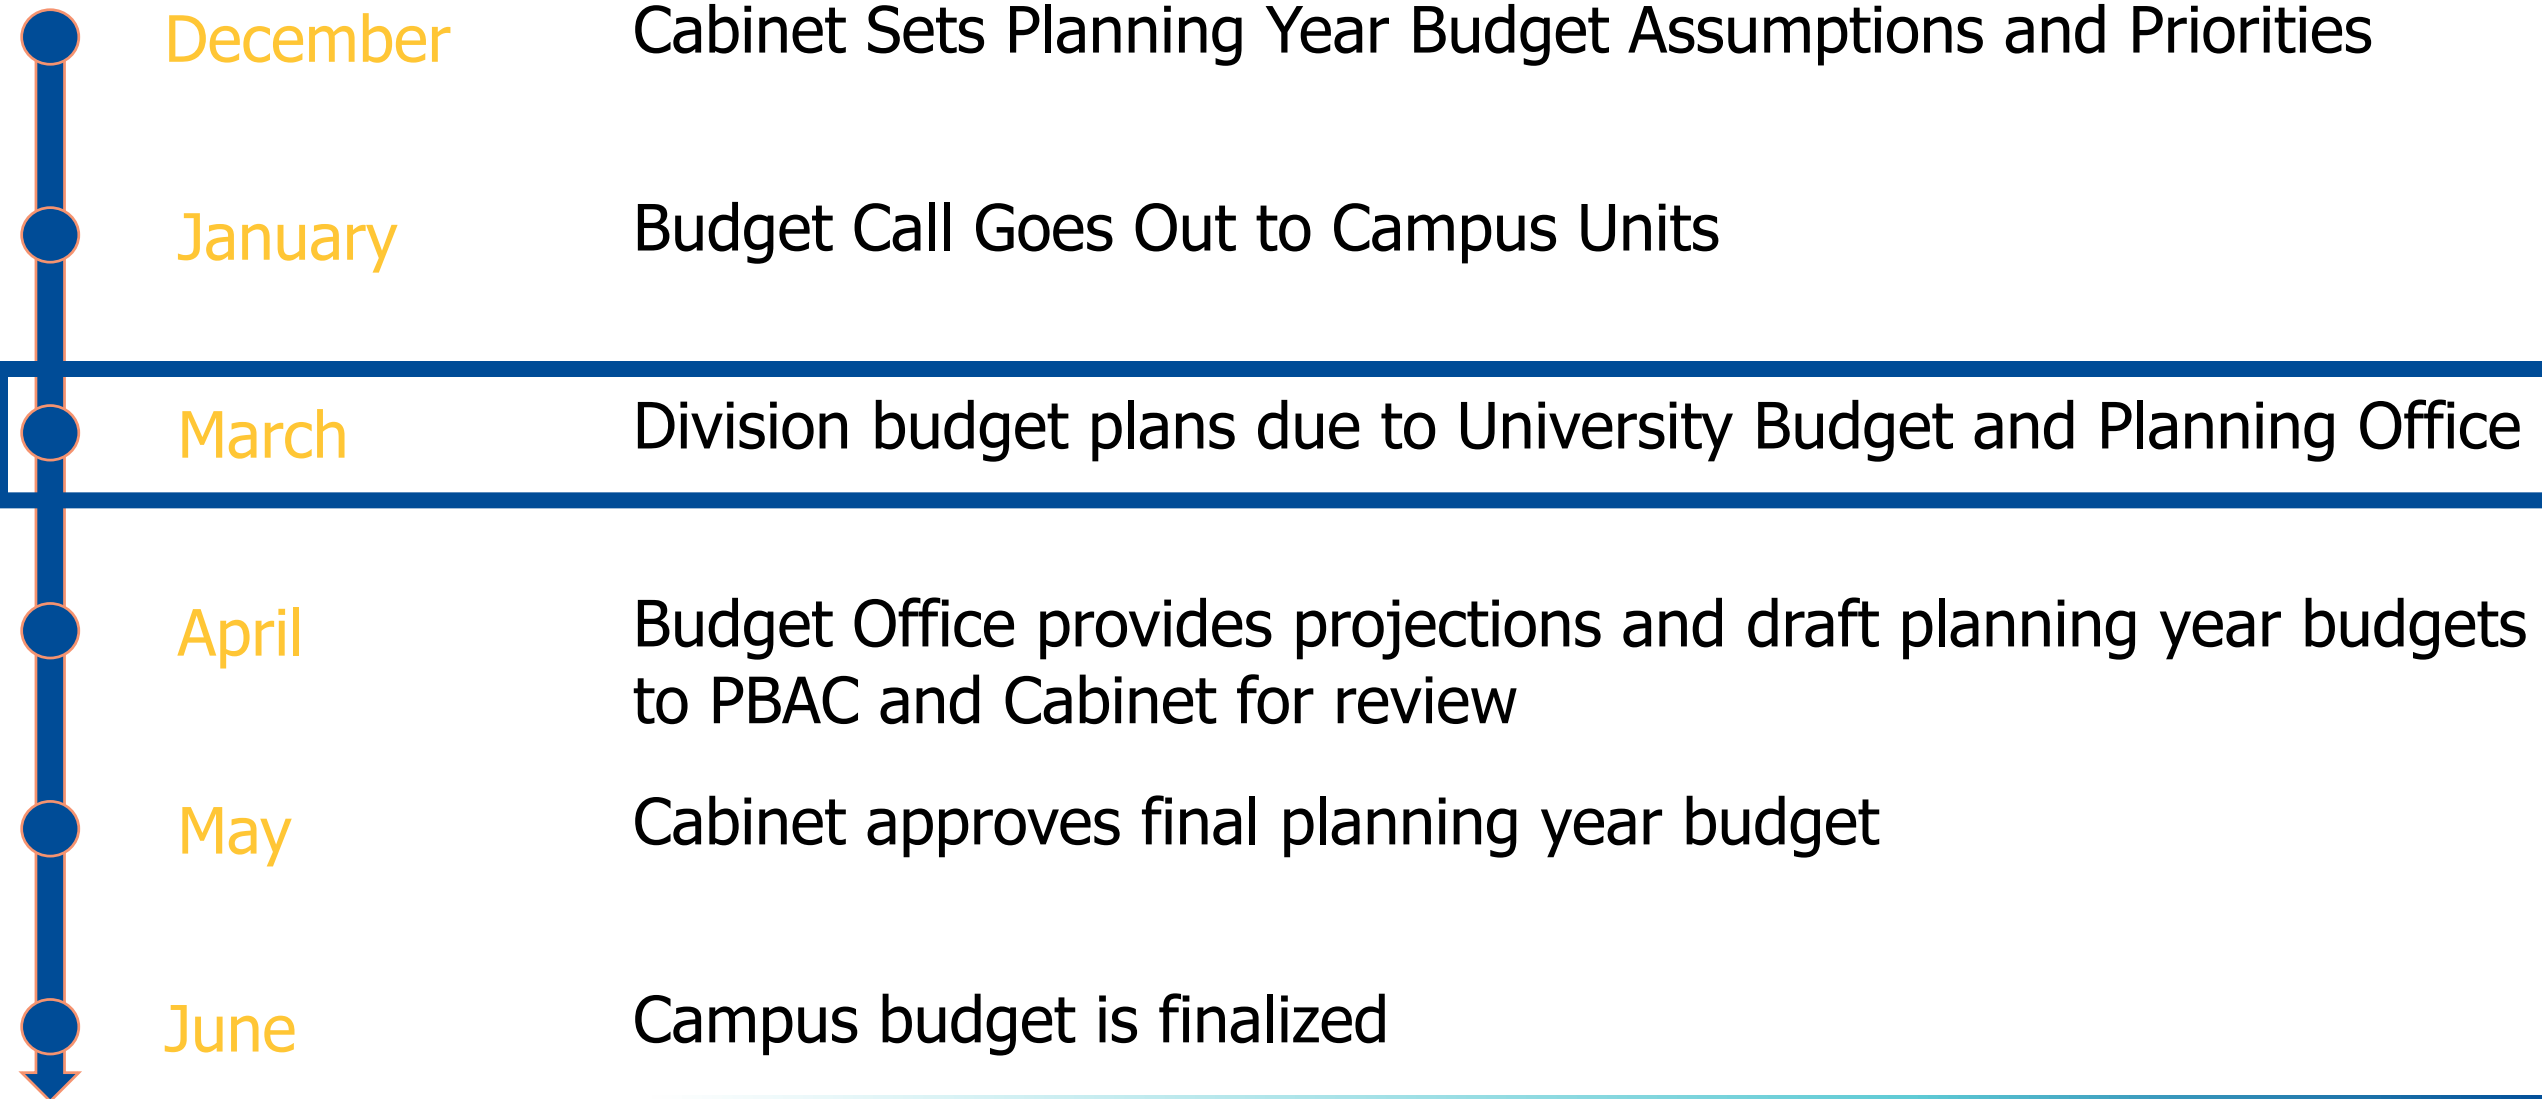 December
Cabinet Sets Planning Year Budget Assumptions and Priorities
January
Budget Call Goes Out to Campus Units
March
Division budget plans due to University Budget and Planning Office
April
Budget Office provides projections and draft planning year budgets
to PBAC and Cabinet for review
May
Cabinet approves final planning year budget
June
Campus budget is finalized